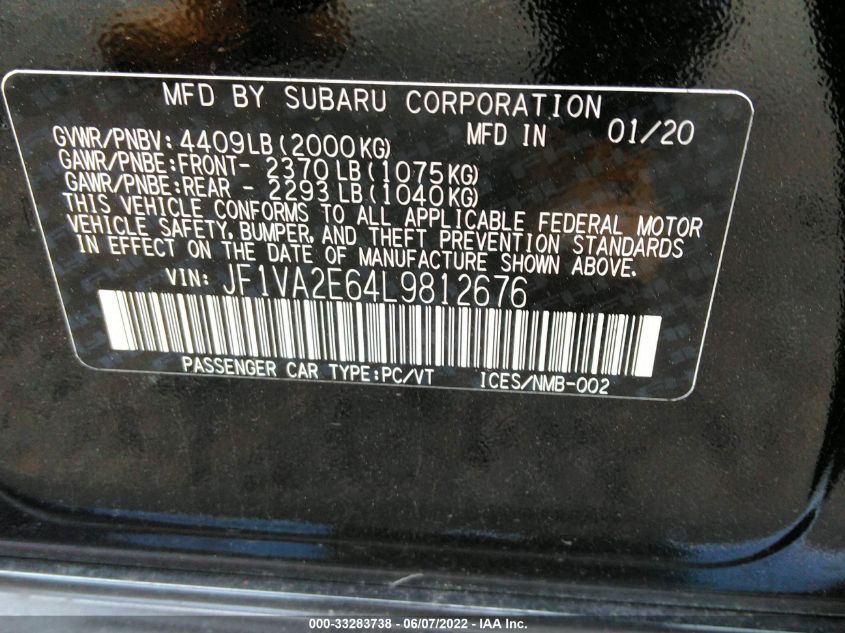 MFD BY SUBARU CORPORATION
GVWR/PNBV: 4409LB(2000KG) MFD IN 01/20
GAWR/PNBE:FRONT- 2370LB(1075KG)
GAWR/PNBE:REAR - 2293LB(1040KG)
THIS VEHICLE CONFORMS TO ALL APPLICABLE FEDERAL MOTOR
VEHICLE SAFETY, BUMPER, AND THEFT PREVENTION STANDARDS
IN EFFECT ON THE DATE OF MANUFACTURE SHOWN ABOVE.
VIN: JF1VA2E64L9812676
PASSENGER CAR TYPE:PC/VT ICES/NMB-002
000-33283738 - 06/07/2022 - IAA Inc.